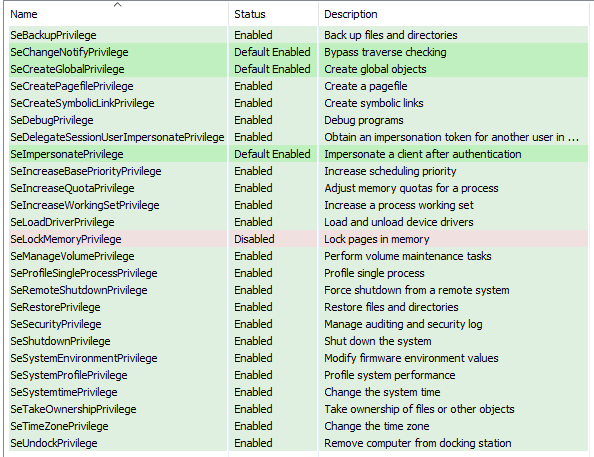 Name Status Description
SeBackupPrivilege Enabled Back up files and directories
SeChangeNotifyPrivilege Default Enabled Bypass traverse checking
SeCreateGlobalPrivilege Default Enabled Create global objects
SeCreatePagefilePrivilege Enabled Create a pagefile
SeCreateSymbolicLinkPrivilege Enabled Create symbolic links
SeDebugPrivilege Enabled Debug programs
SeDelegateSessionUserImpersonatePrivilege Enabled Obtain an impersonation token for another user in ...
SeImpersonatePrivilege Default Enabled Impersonate a client after authentication
SeIncreaseBasePriorityPrivilege Enabled Increase scheduling priority
SeIncreaseQuotaPrivilege Enabled Adjust memory quotas for a process
SeIncreaseWorkingSetPrivilege Enabled Increase a process working set
SeLoadDriverPrivilege Enabled Load and unload device drivers
SeLockMemoryPrivilege Disabled Lock pages in memory
SeManageVolumePrivilege Enabled Perform volume maintenance tasks
SeProfileSingleProcessPrivilege Enabled Profile single process
SeRemoteShutdownPrivilege Enabled Force shutdown from a remote system
SeRestorePrivilege Enabled Restore files and directories
SeSecurityPrivilege Enabled Manage auditing and security log
SeShutdownPrivilege Enabled Shut down the system
SeSystemEnvironmentPrivilege Enabled Modify firmware environment values
SeSystemProfilePrivilege Enabled Profile system performance
SeSystemtimePrivilege Enabled Change the system time
SeTakeOwnershipPrivilege Enabled Take ownership of files or other objects
SeTimeZonePrivilege Enabled Change the time zone
SeUndockPrivilege Enabled Remove computer from docking station